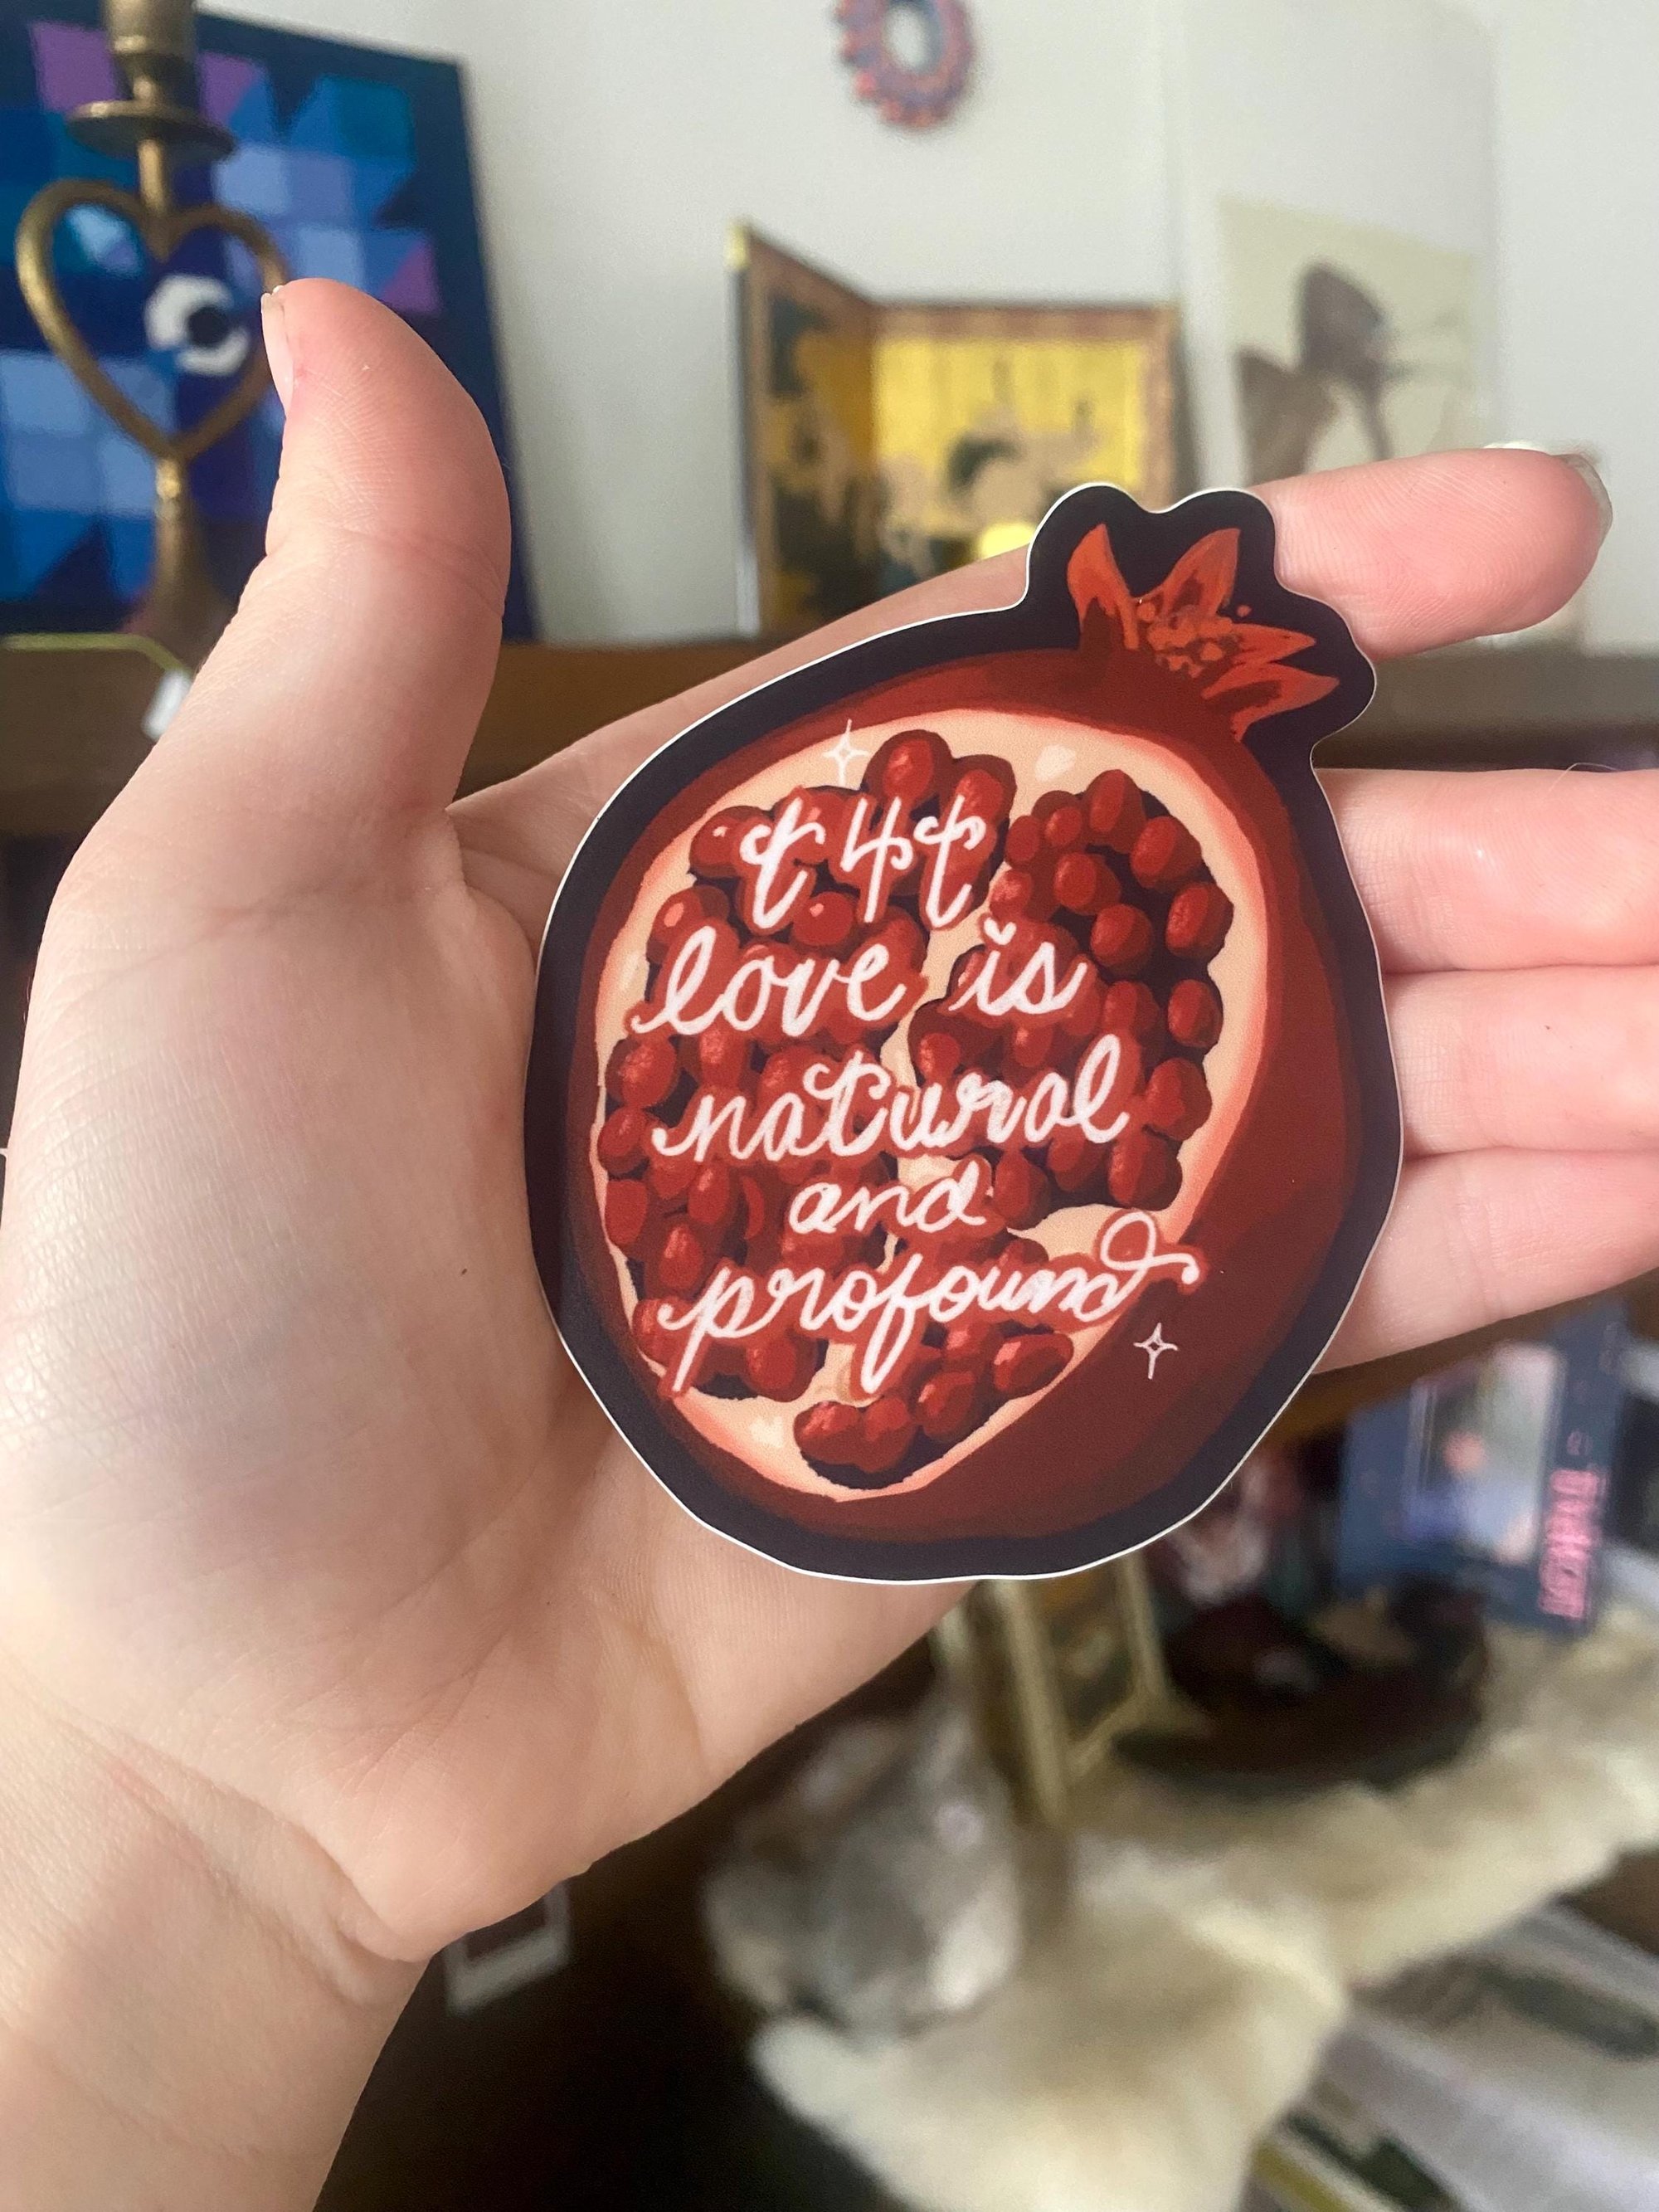 t4t
love is
natural
and
profound